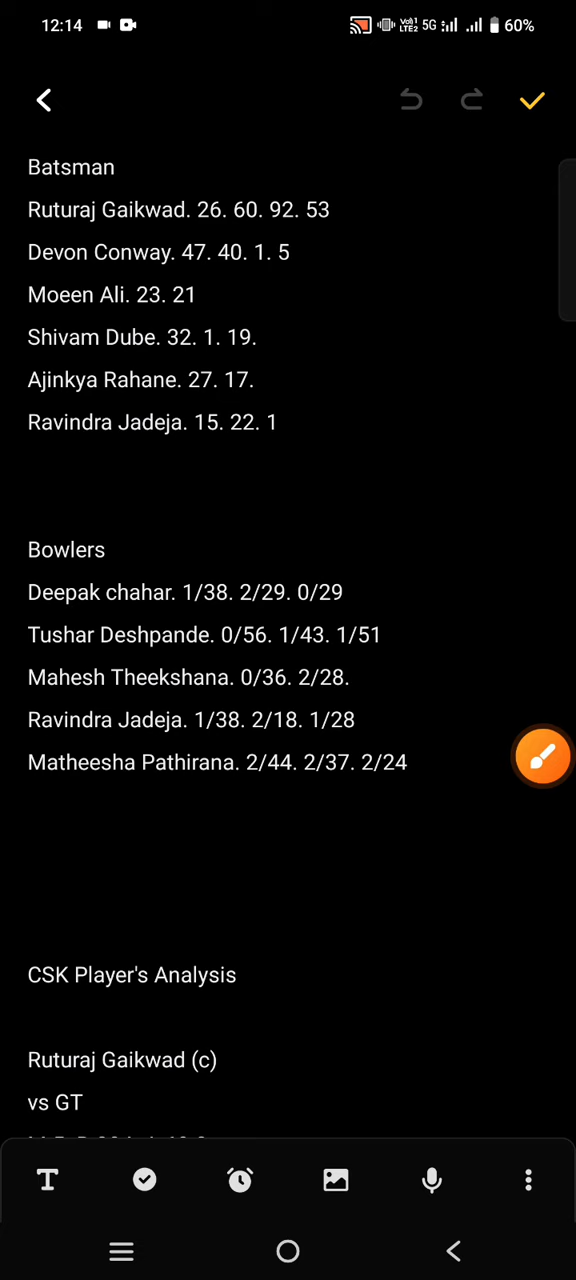 12:14
Vo) 1
LTE2 5G 60%
Batsman
Ruturaj Gaikwad. 26. 60. 92. 53
Devon Conway. 47. 40. 1. 5
Moeen Ali. 23. 21
Shivam Dube. 32. 1. 19.
Ajinkya Rahane. 27. 17.
Ravindra Jadeja. 15. 22. 1
Bowlers
Deepak chahar. 1/38. 2/29. 0/29
Tushar Deshpande. 0/56. 1/43. 1/51
Mahesh Theekshana. 0/36. 2/28.
Ravindra Jadeja. 1/38. 2/18. 1/28
Matheesha Pathirana. 2/44. 2/37. 2/24
CSK Player's Analysis
Ruturaj Gaikwad (c)
vs GT
T